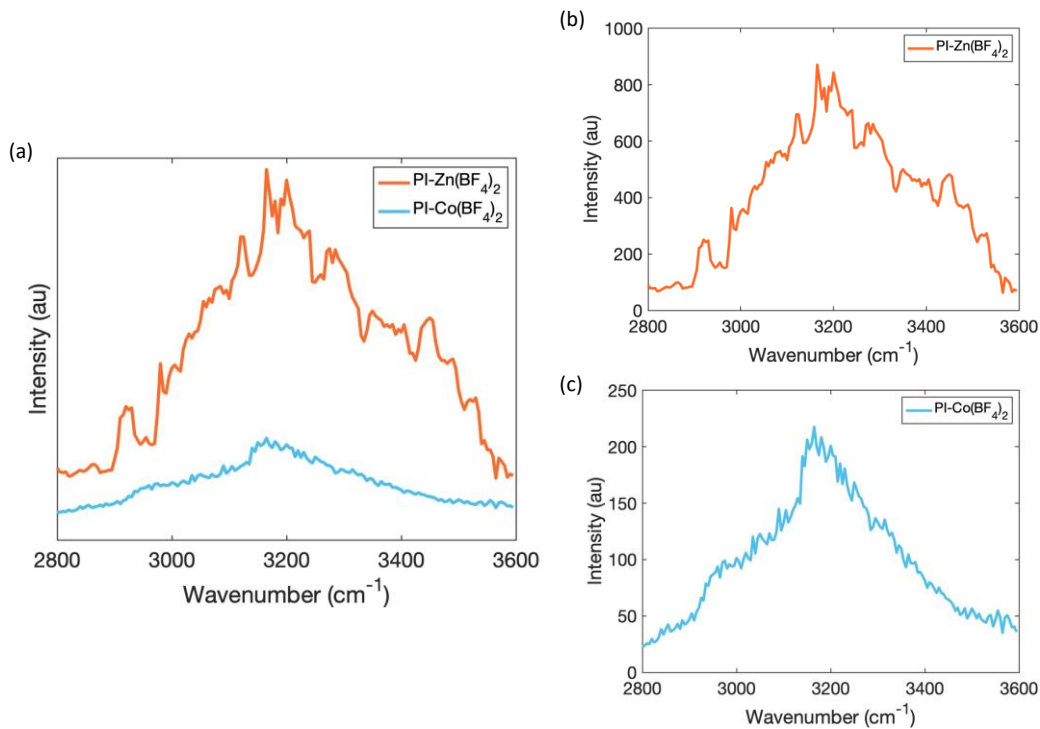 (a)
PI-Zn(BF4)2
PI-Co(BF4)2
Intensity (au)
2800 3000 3200 3400 3600
Wavenumber (cm-1)
(b)
PI-Zn(BF4)2
1000
800
600
400
200
0
Intensity (au)
2800 3000 3200 3400 3600
Wavenumber (cm-1)
(c)
PI-Co(BF4)2
250
200
150
100
50
0
Intensity (au)
2800 3000 3200 3400 3600
Wavenumber (cm-1)